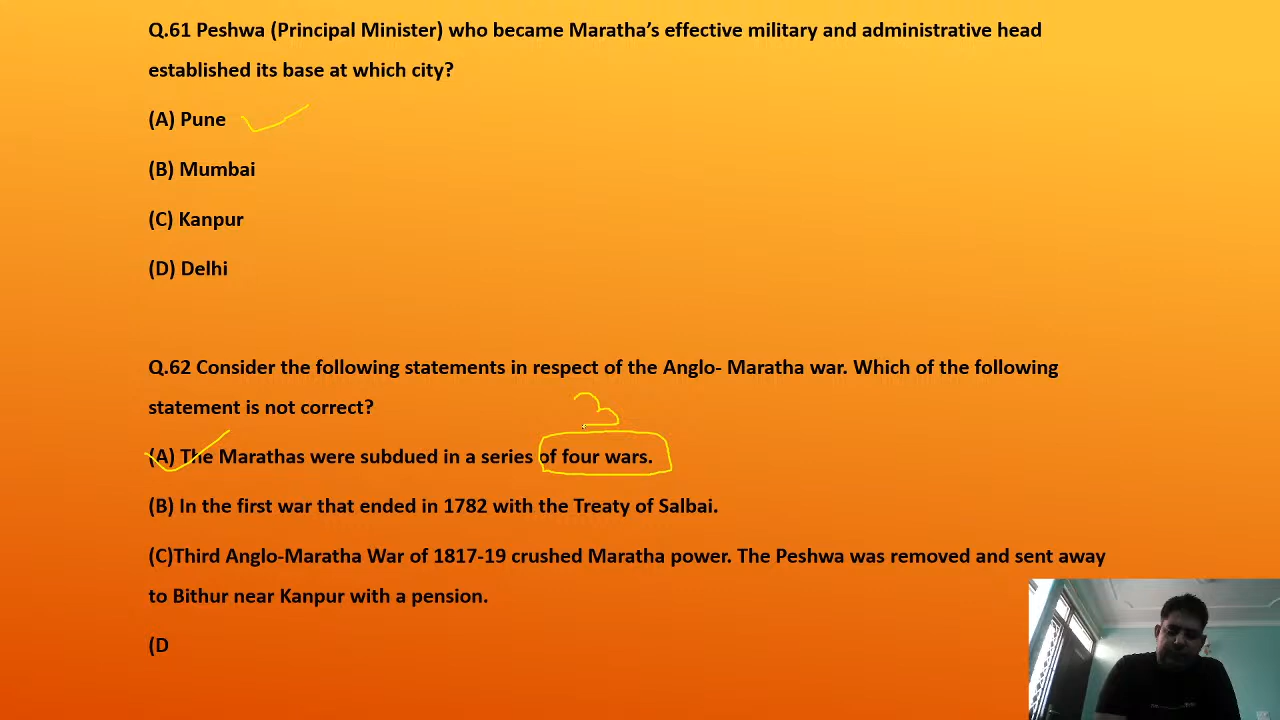 Q.61 Peshwa (Principal Minister) who became Maratha’s effective military and administrative head
established its base at which city?
(A) Pune
(B) Mumbai
(C) Kanpur
(D) Delhi
Q.62 Consider the following statements in respect of the Anglo- Maratha war. Which of the following
statement is not correct?
3
(A) The Marathas were subdued in a series of four wars.
(B) In the first war that ended in 1782 with the Treaty of Salbai.
(C)Third Anglo-Maratha War of 1817-19 crushed Maratha power. The Peshwa was removed and sent away
to Bithur near Kanpur with a pension.
(D